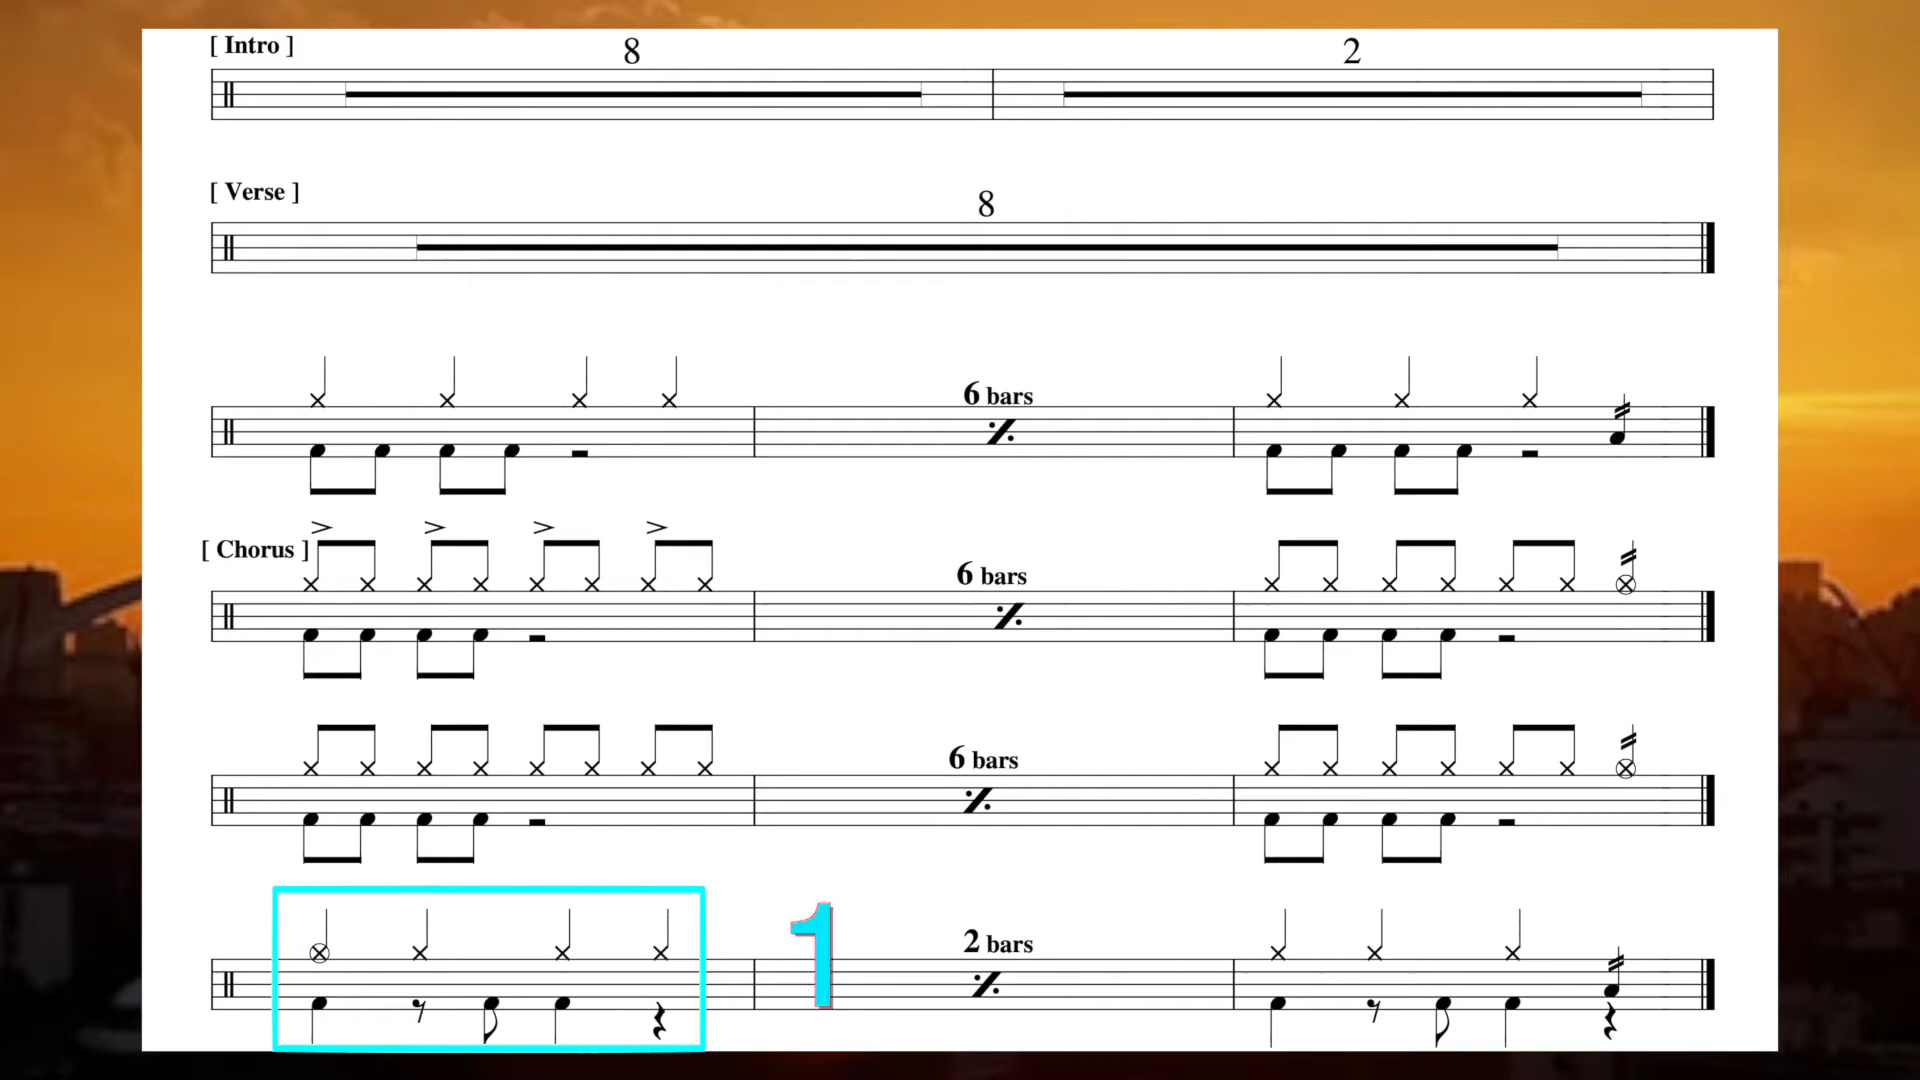 [ Intro ]
8
2
[ Verse ]
8
6 bars
[ Chorus ]
6 bars
6 bars
1
2 bars